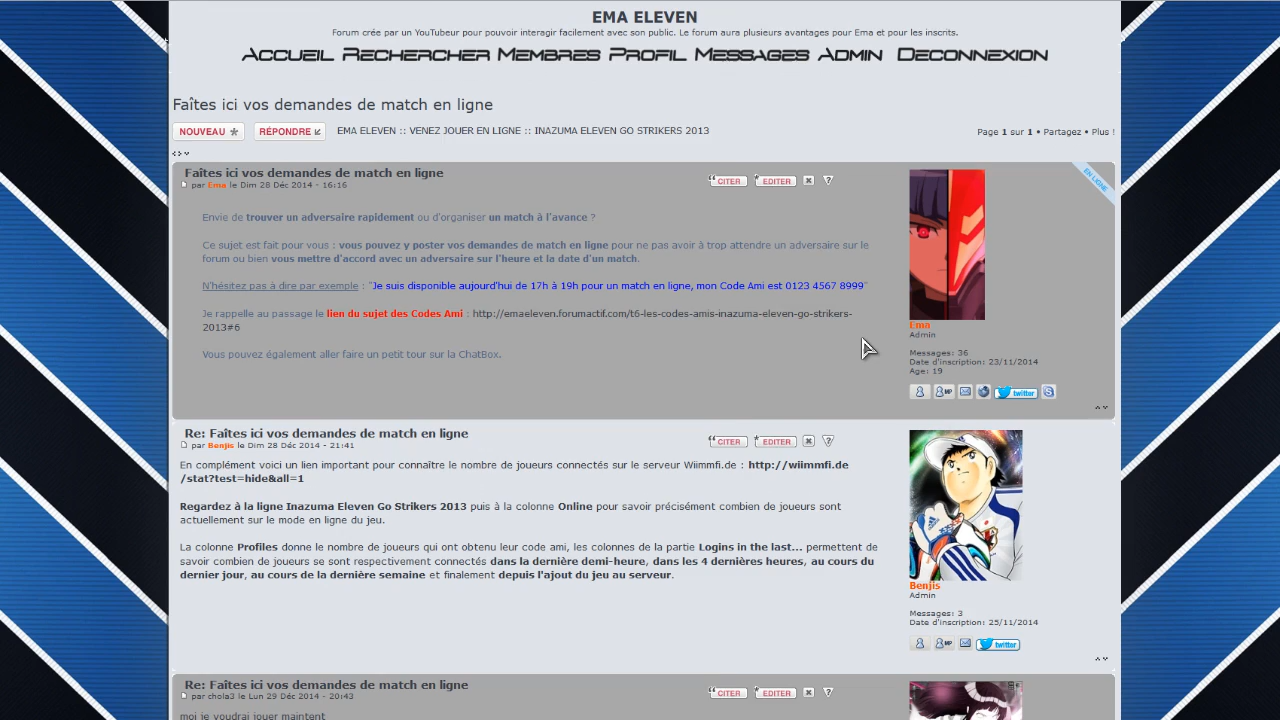 EMA ELEVEN
Forum crée par un YouTubeur pour pouvoir interagir facilement avec son public. Le forum aura plusieurs avantages pour Ema et pour les inscrits.
ACCUEIL RECHERCHER MEMBRES PROFIL MESSAGES ADMIN DECONNEXION
Faîtes ici vos demandes de match en ligne
NOUVEAU RÉPONDRE EMA ELEVEN :: VENEZ JOUER EN LIGNE :: INAZUMA ELEVEN GO STRIKERS 2013 Page 1 sur 1 • Partagez • Plus !
Faîtes ici vos demandes de match en ligne
par Ema le Dim 28 Déc 2014 - 16:16
CITER EDITER ?
EN LIGNE
Envie de trouver un adversaire rapidement ou d'organiser un match à l'avance ?
Ce sujet est fait pour vous : vous pouvez y poster vos demandes de match en ligne pour ne pas avoir à trop attendre un adversaire sur le
forum ou bien vous mettre d'accord avec un adversaire sur l'heure et la date d'un match.
N'hésitez pas à dire par exemple : "Je suis disponible aujourd'hui de 17h à 19h pour un match en ligne, mon Code Ami est 0123 4567 8999"
Je rappelle au passage le lien du sujet des Codes Ami : http://emaeleven.forumactif.com/t6-les-codes-amis-inazuma-eleven-go-strikers-
2013#6
Vous pouvez également aller faire un petit tour sur la ChatBox.
Ema
Admin
Messages: 36
Date d'inscription: 23/11/2014
Age: 19
MP twitter
Re: Faîtes ici vos demandes de match en ligne
par Benjis le Dim 28 Déc 2014 - 21:41
CITER EDITER ?
En complément voici un lien important pour connaître le nombre de joueurs connectés sur le serveur Wiimmfi.de : http://wiimmfi.de
/stat?test=hide&all=1
Regardez à la ligne Inazuma Eleven Go Strikers 2013 puis à la colonne Online pour savoir précisément combien de joueurs sont
actuellement sur le mode en ligne du jeu.
La colonne Profiles donne le nombre de joueurs qui ont obtenu leur code ami, les colonnes de la partie Logins in the last... permettent de
savoir combien de joueurs se sont respectivement connectés dans la dernière demi-heure, dans les 4 dernières heures, au cours du
dernier jour, au cours de la dernière semaine et finalement depuis l'ajout du jeu au serveur.
Benjis
Admin
Messages: 3
Date d'inscription: 25/11/2014
MP twitter
Re: Faîtes ici vos demandes de match en ligne
par chola3 le Lun 29 Déc 2014 - 20:43
CITER EDITER ?
moi je voudrai jouer maintent